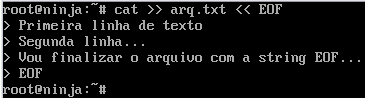 root@ninja:~# cat >> arq.txt << EOF
> Primeira linha de texto
> Segunda linha...
> Vou finalizar o arquivo com a string EOF...
> EOF
root@ninja:~#